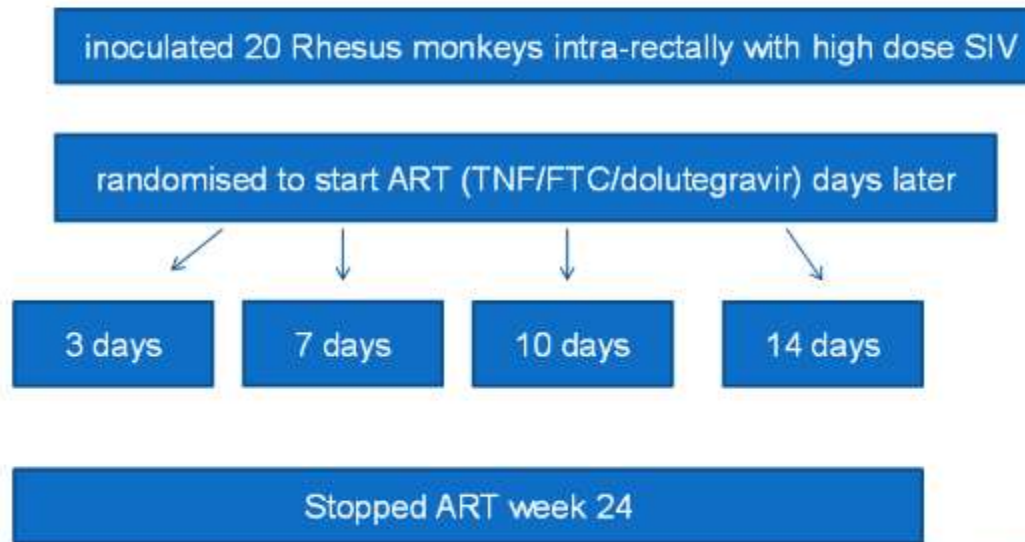 inoculated 20 Rhesus monkeys intra-rectally with high dose SIV
randomised to start ART (TNF/FTC/dolutegravir) days later
3 days
7 days
10 days
14 days
Stopped ART week 24